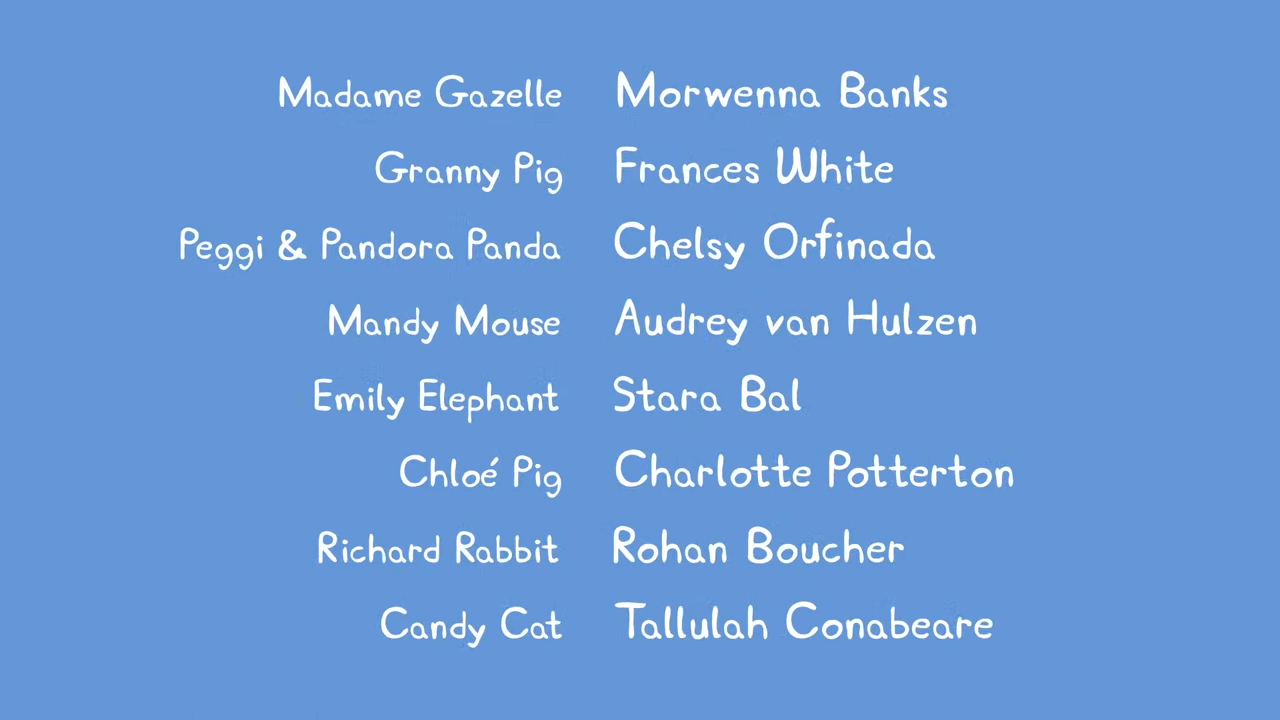 Madame Gazelle Morwenna Banks
Granny Pig Frances White
Peggi & Pandora Panda Chelsy Orfinada
Mandy Mouse Audrey van Hulzen
Emily Elephant Stara Bal
Chloé Pig Charlotte Potterton
Richard Rabbit Rohan Boucher
Candy Cat Tallulah Conabeare